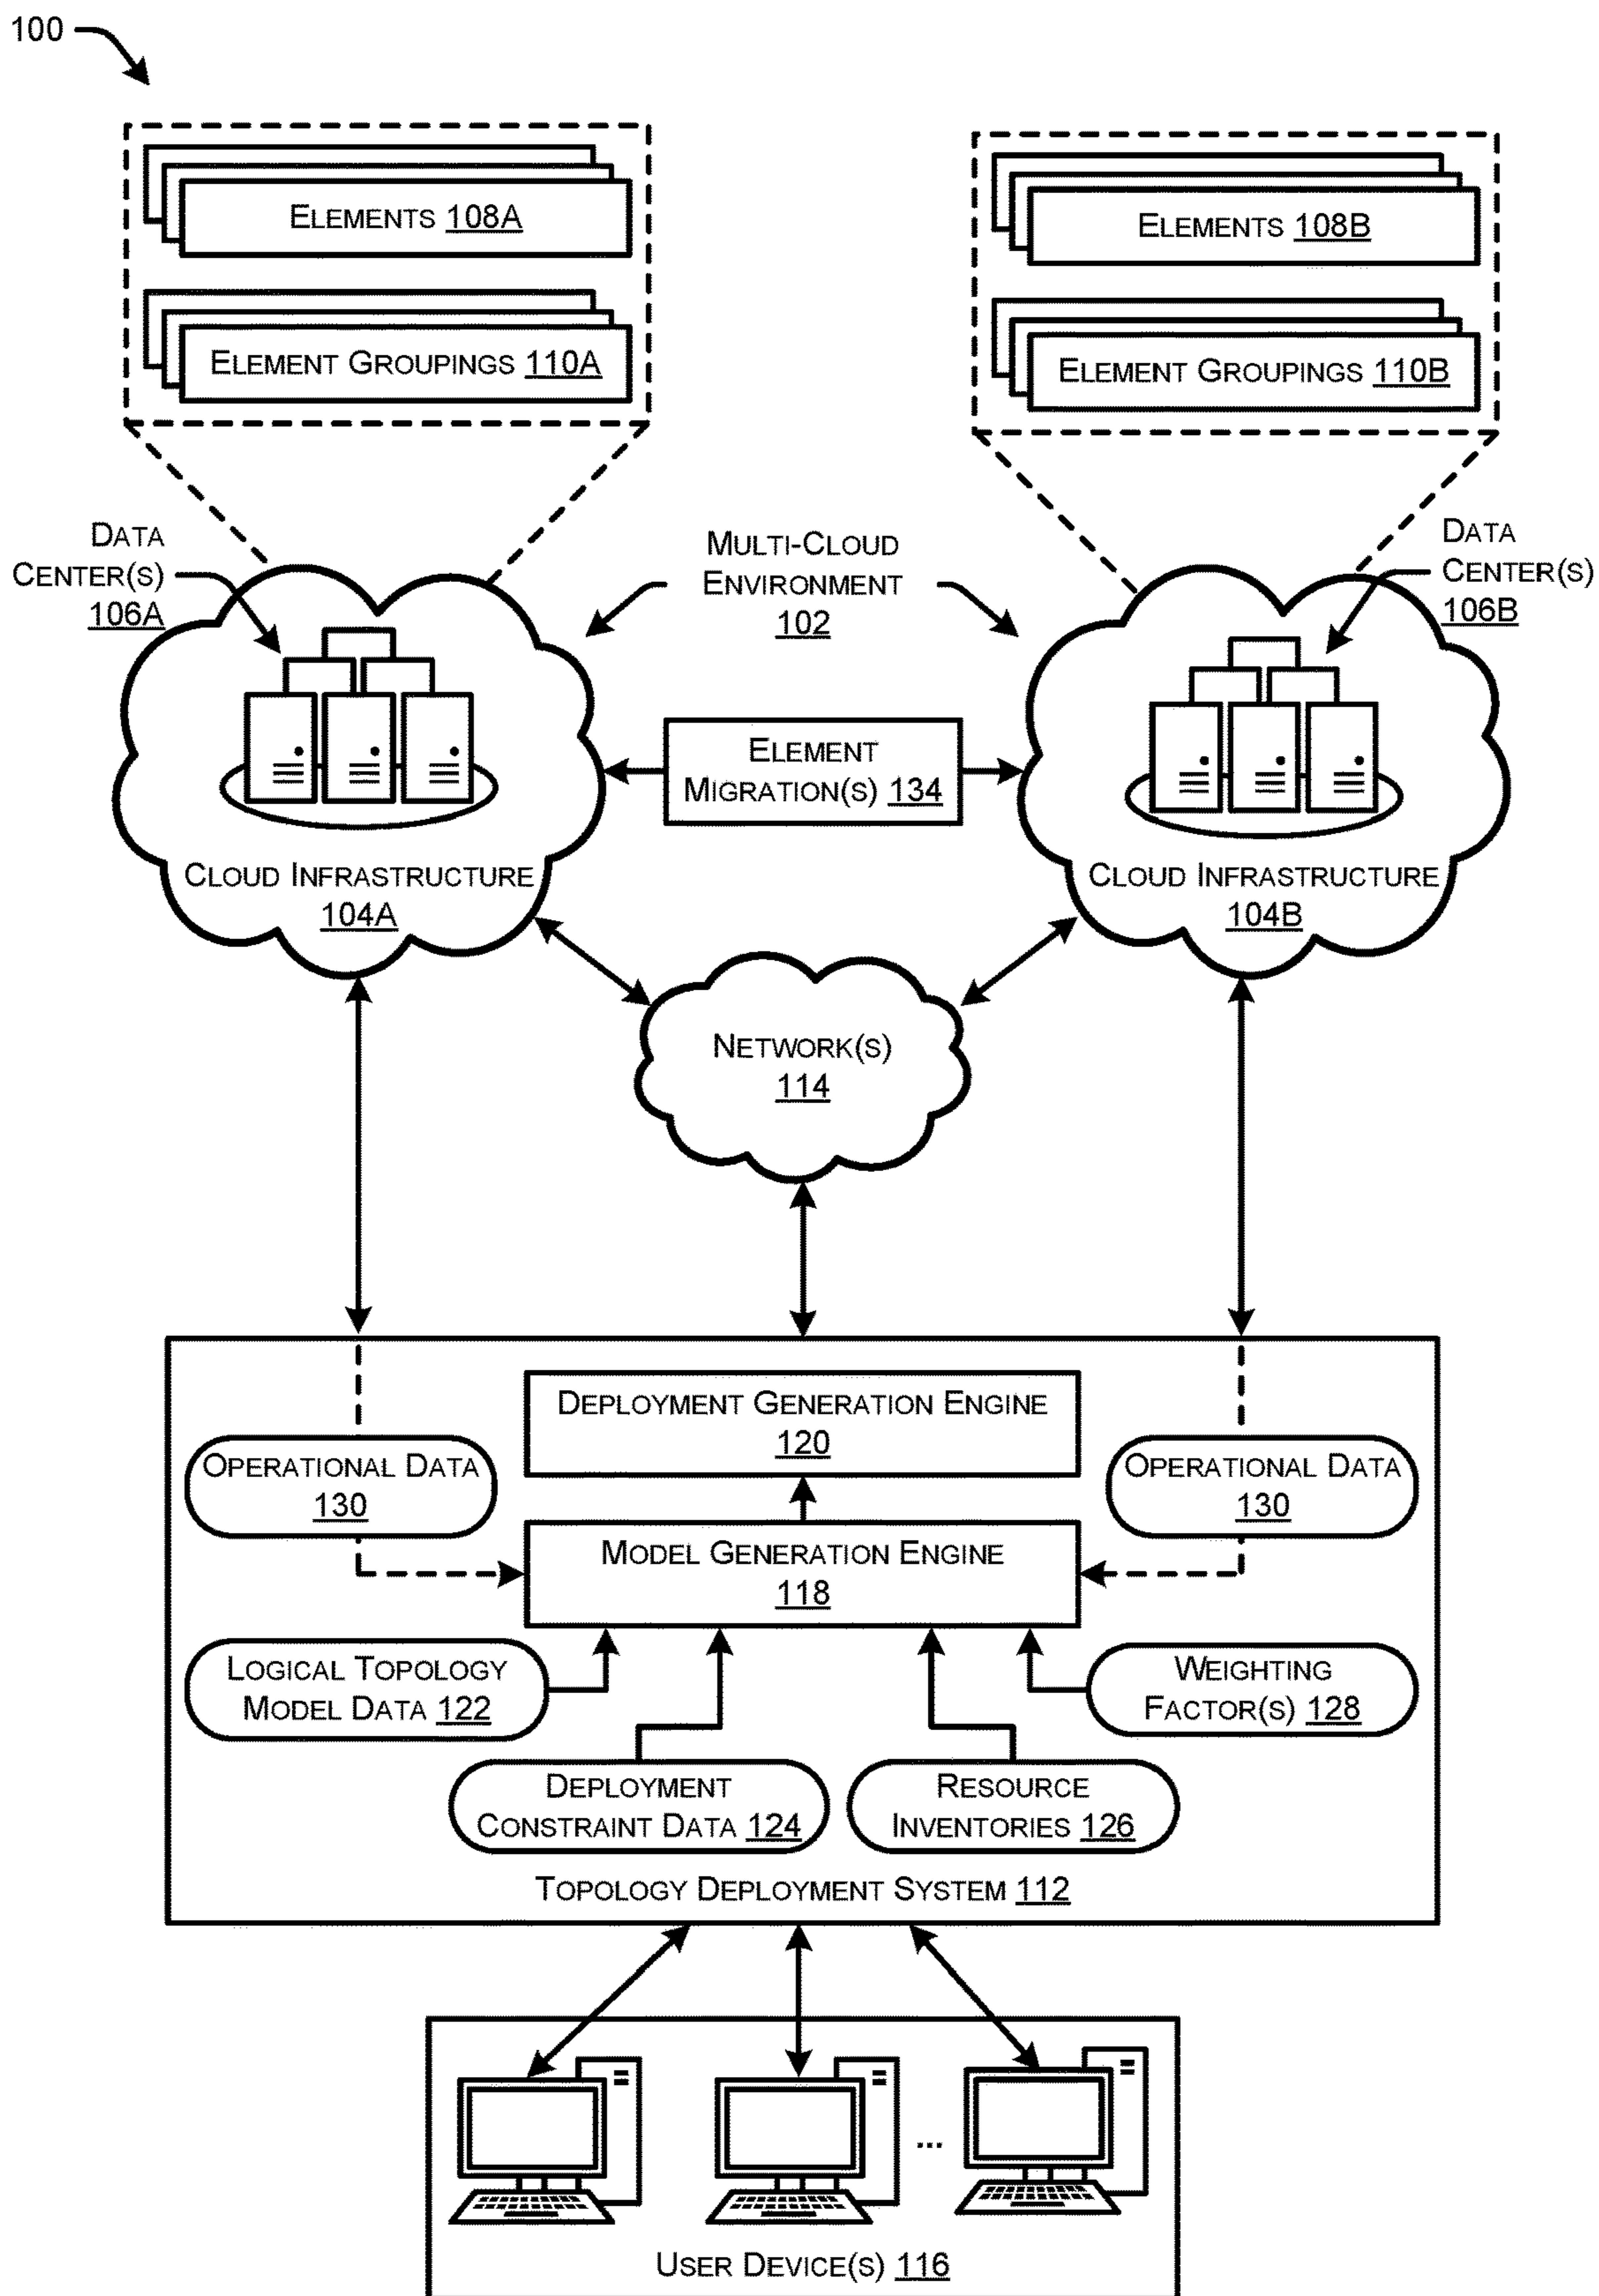 100
ELEMENTS 108A
ELEMENT GROUPINGS 110A
ELEMENTS 108B
ELEMENT GROUPINGS 110B
DATA
CENTER(S)
106A
MULTI-CLOUD
ENVIRONMENT
102
DATA
CENTER(S)
106B
ELEMENT
MIGRATION(S) 134
CLOUD INFRASTRUCTURE
104A
CLOUD INFRASTRUCTURE
104B
NETWORK(S)
114
DEPLOYMENT GENERATION ENGINE
120
OPERATIONAL DATA
130
OPERATIONAL DATA
130
MODEL GENERATION ENGINE
118
LOGICAL TOPOLOGY
MODEL DATA 122
WEIGHTING
FACTOR(S) 128
DEPLOYMENT
CONSTRAINT DATA 124
RESOURCE
INVENTORIES 126
TOPOLOGY DEPLOYMENT SYSTEM 112
...
USER DEVICE(S) 116